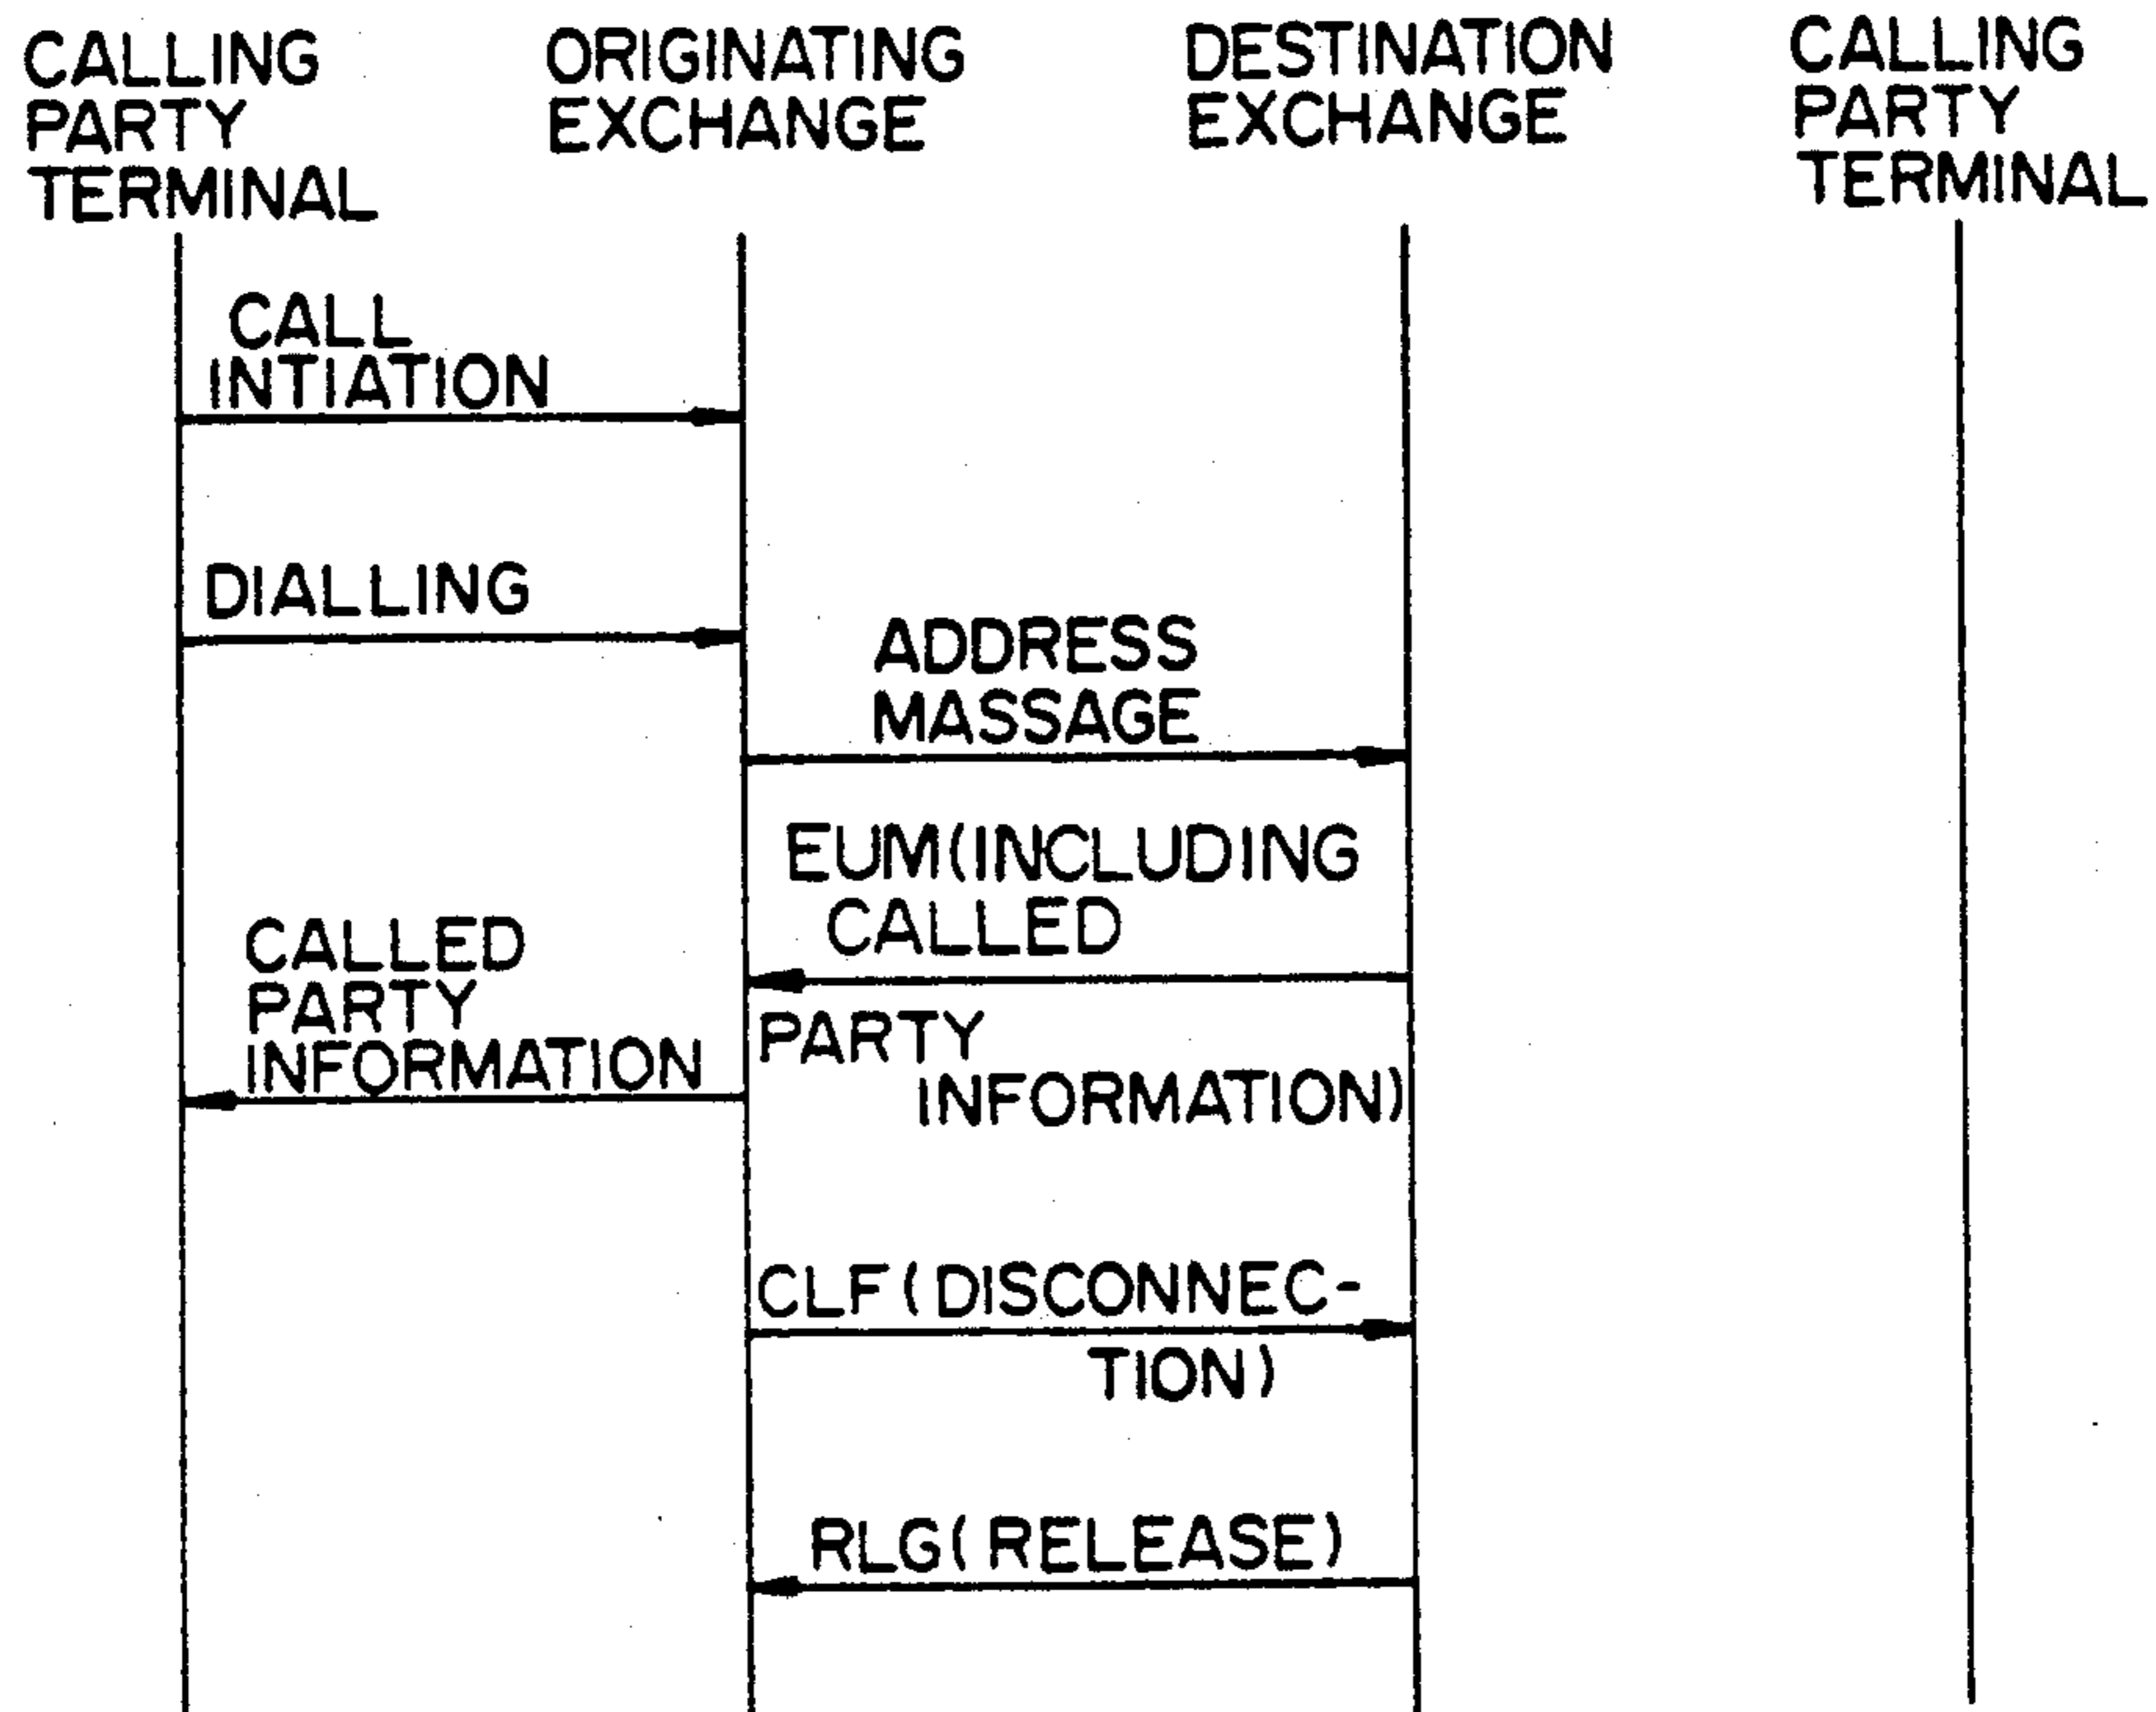 CALLING
PARTY
TERMINAL
ORIGINATING
EXCHANGE
DESTINATION
EXCHANGE
CALLING
PARTY
TERMINAL
CALL
INTIATION
DIALLING
ADDRESS
MASSAGE
EUM(INCLUDING
CALLED
PARTY
INFORMATION)
CALLED
PARTY
INFORMATION
CLF(DISCONNEC-
TION)
RLG(RELEASE)